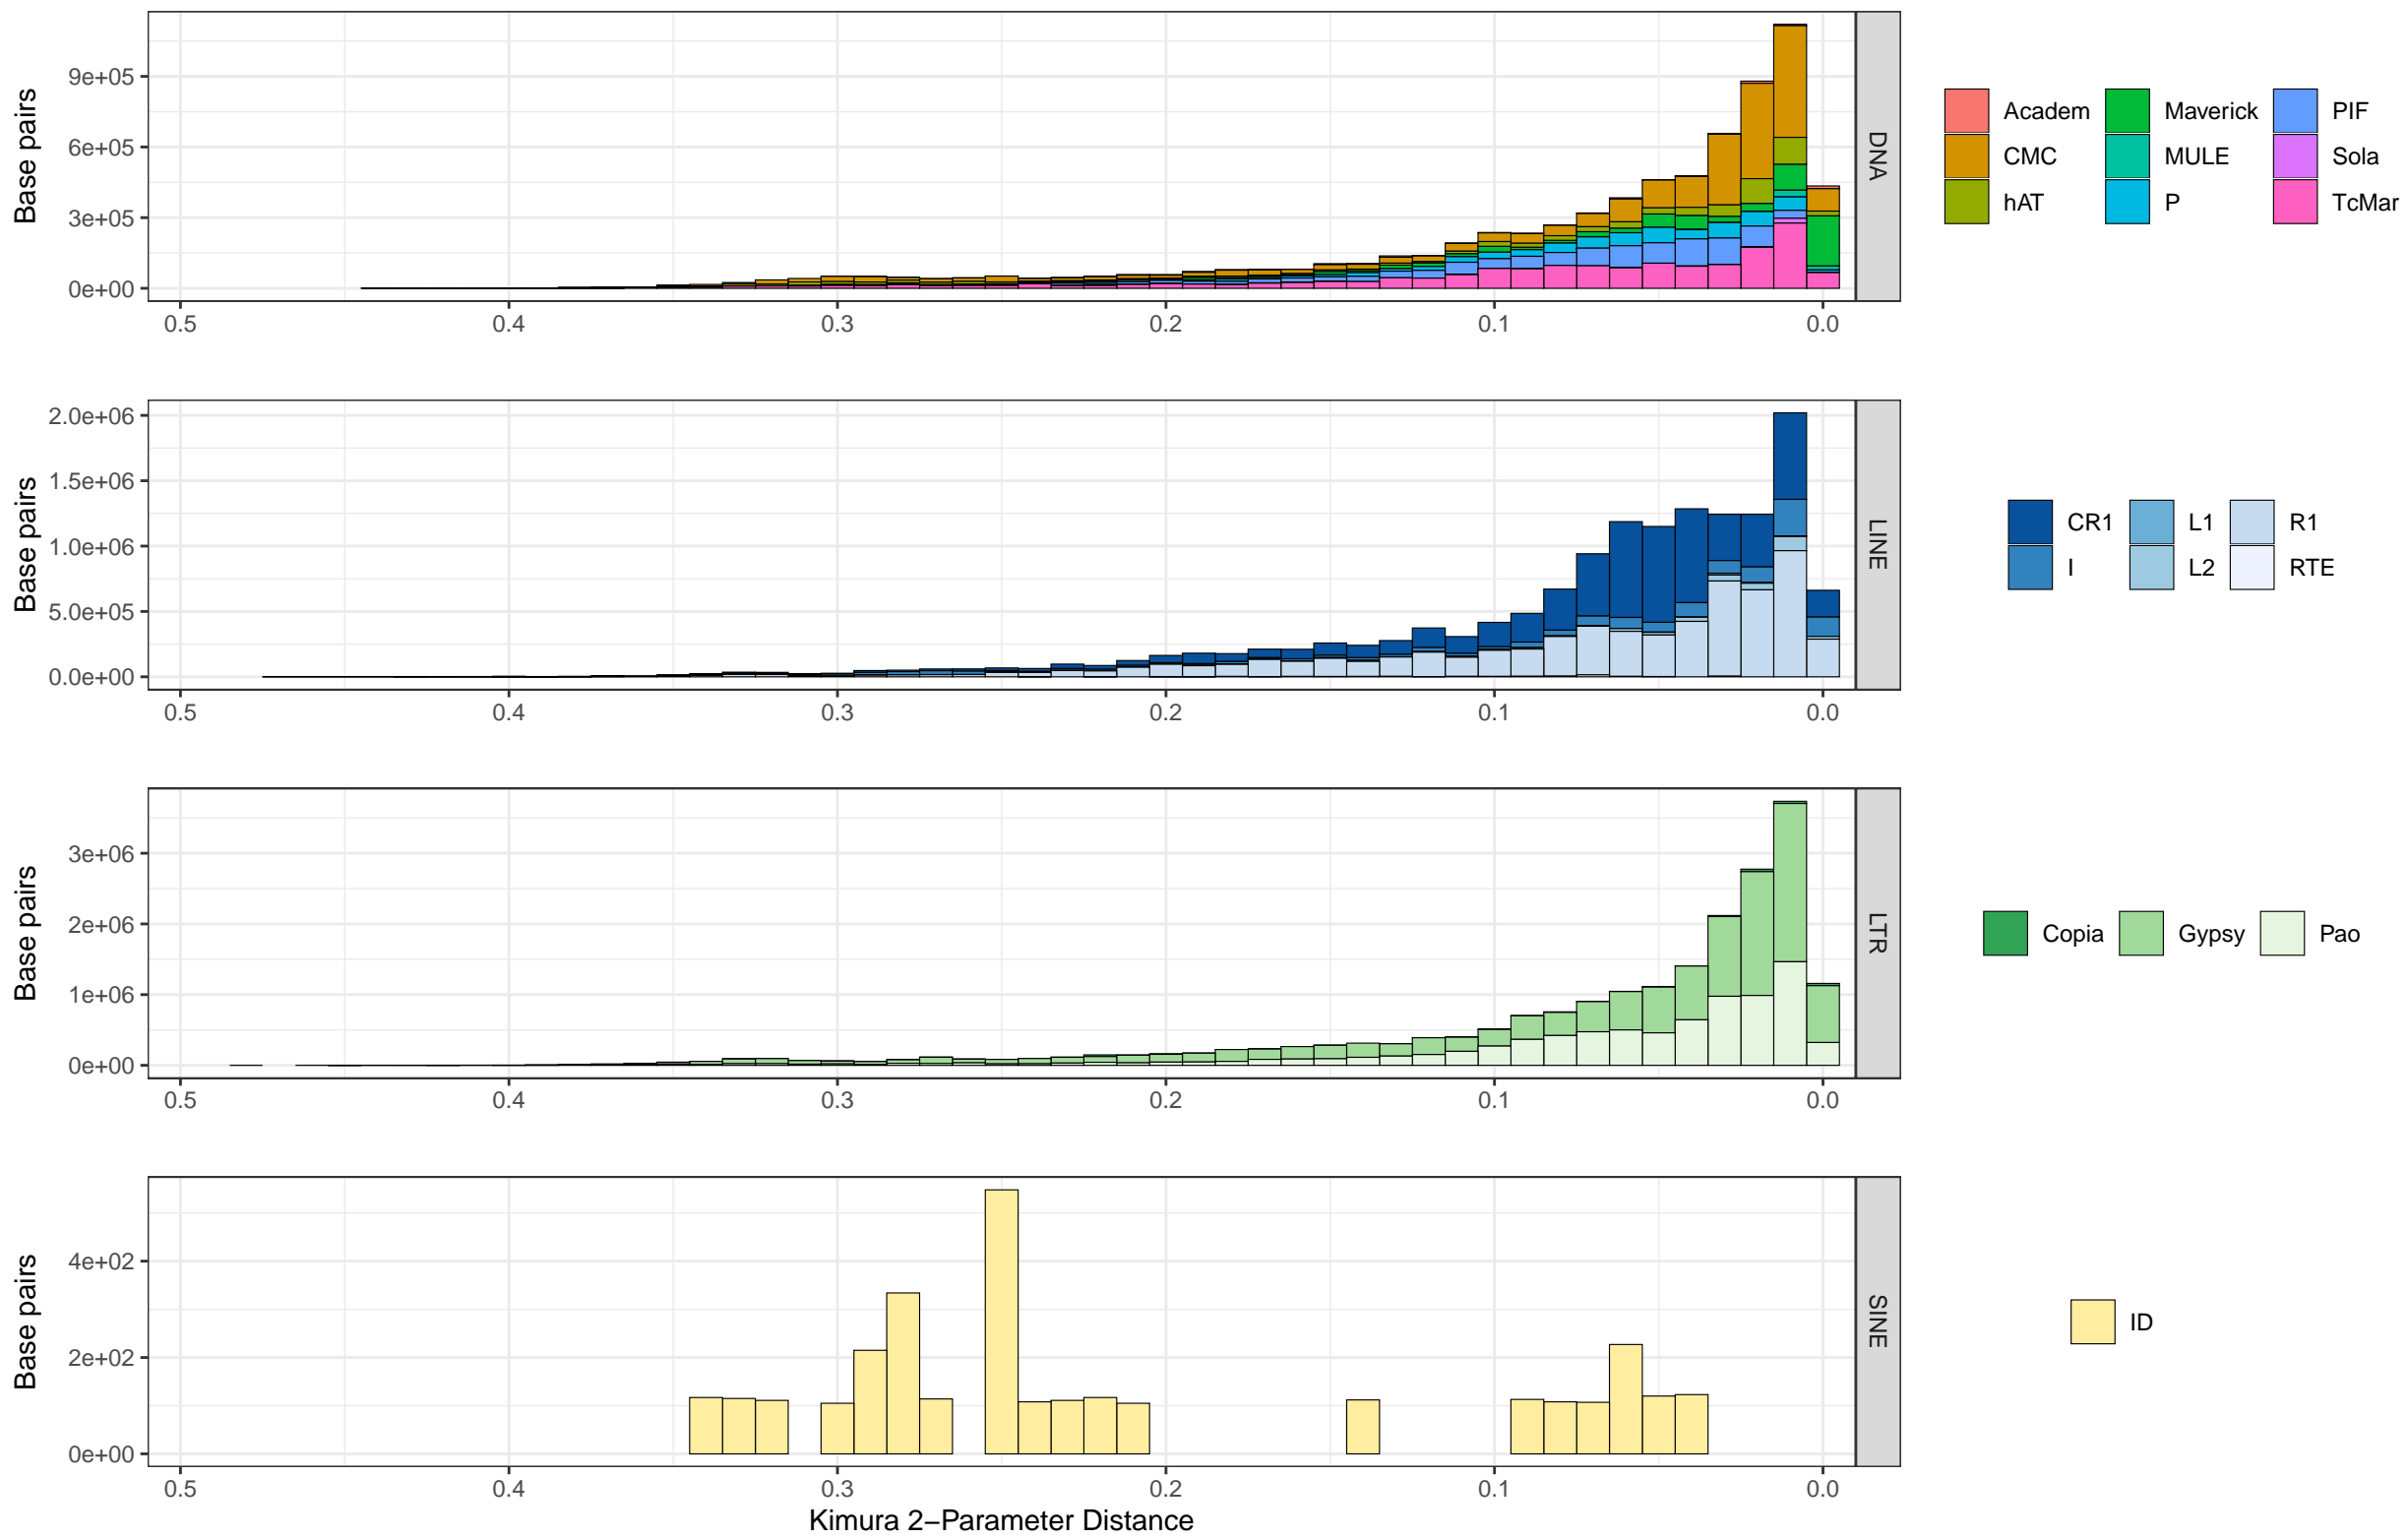 Base pairs
9e+05
6e+05
3e+05
0e+00
0.5 0.4 0.3 0.2 0.1 0.0
DNA
Academ Maverick PIF
CMC MULE Sola
hAT P TcMar
Base pairs
2.0e+06
1.5e+06
1.0e+06
5.0e+05
0.0e+00
0.5 0.4 0.3 0.2 0.1 0.0
LINE
CR1 L1 R1
I L2 RTE
Base pairs
3e+06
2e+06
1e+06
0e+00
0.5 0.4 0.3 0.2 0.1 0.0
LTR
Copia Gypsy Pao
Base pairs
4e+02
2e+02
0e+00
0.5 0.4 0.3 0.2 0.1 0.0
SINE
ID
Kimura 2−Parameter Distance